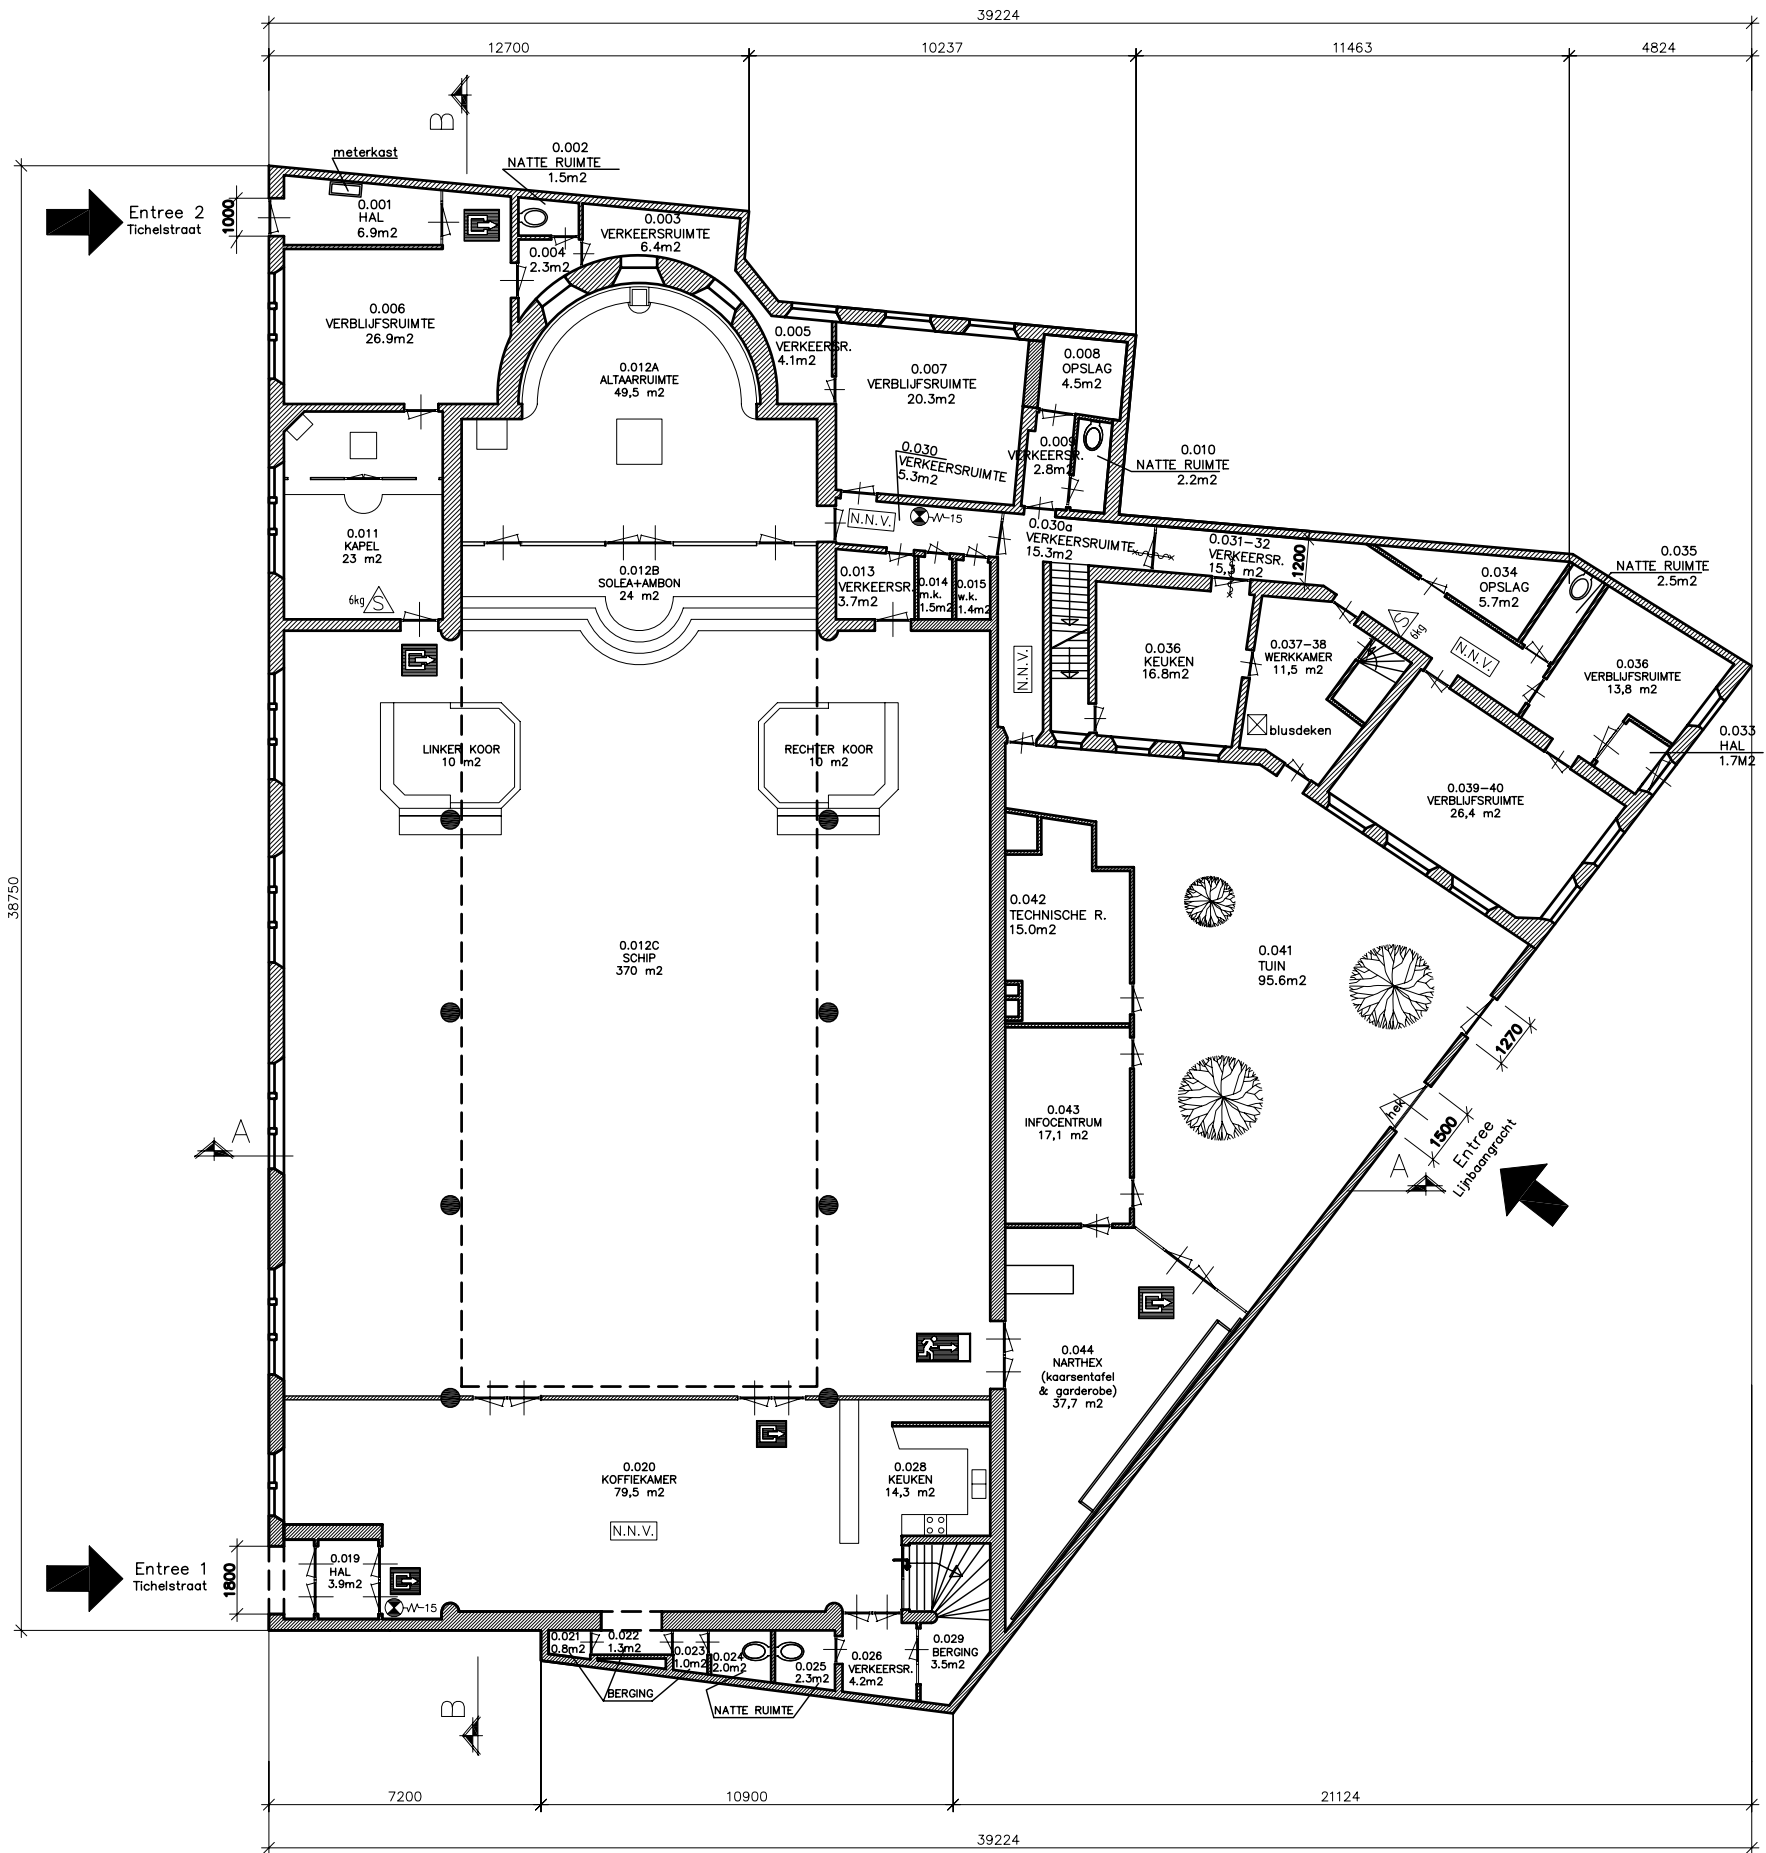 39224
12700
10237
11463
4824
B
meterkast
0.002
NATTE RUIMTE
1.5m2
Entree 2
Tichelstraat
1000
0.001
HAL
6.9m2
0.003
VERKEERSRUIMTE
6.4m2
0.004
2.3m2
0.006
VERBLIJFSRUIMTE
26.9m2
0.005
VERKEERSR.
4.1m2
0.012A
ALTAARRUIMTE
49,5 m2
0.007
VERBLIJFSRUIMTE
20.3m2
0.008
OPSLAG
4.5m2
0.009
VERKEERSR.
2.8m2
0.010
NATTE RUIMTE
2.2m2
0.030
VERKEERSRUIMTE
5.3m2
N.N.V.
15
0.030a
VERKEERSRUIMTE
15.3m2
0.031-32
VERKEERSR.
15,3 m2
1200
0.034
OPSLAG
5.7m2
0.035
NATTE RUIMTE
2.5m2
0.011
KAPEL
23 m2
6kg
S
0.012B
SOLEA+AMBON
24 m2
0.013
VERKEERSR.
3.7m2
0.014
m.k.
1.5m2
0.015
w.k.
1.4m2
N.N.V.
0.036
KEUKEN
16.8m2
0.037-38
WERKKAMER
11,5 m2
blusdeken
S
6kg
N.N.V.
0.036
VERBLIJFSRUIMTE
13,8 m2
0.033
HAL
1.7M2
LINKER KOOR
10 m2
RECHTER KOOR
10 m2
0.039-40
VERBLIJFSRUIMTE
26,4 m2
38750
0.042
TECHNISCHE R.
15.0m2
0.012C
SCHIP
370 m2
0.041
TUIN
95.6m2
1270
0.043
INFOCENTRUM
17,1 m2
hek
1500
Entree
Lijnbaangracht
A
A
0.044
NARTHEX
(kaarsentafel
& garderobe)
37,7 m2
0.020
KOFFIEKAMER
79,5 m2
0.028
KEUKEN
14,3 m2
N.N.V.
Entree 1
Tichelstraat
1800
0.019
HAL
3.9m2
15
0.021
0.8m2
0.022
1.3m2
0.023
1.0m2
0.024
2.0m2
0.025
2.3m2
0.026
VERKEERSR.
4.2m2
0.029
BERGING
3.5m2
BERGING
NATTE RUIMTE
B
7200
10900
21124
39224